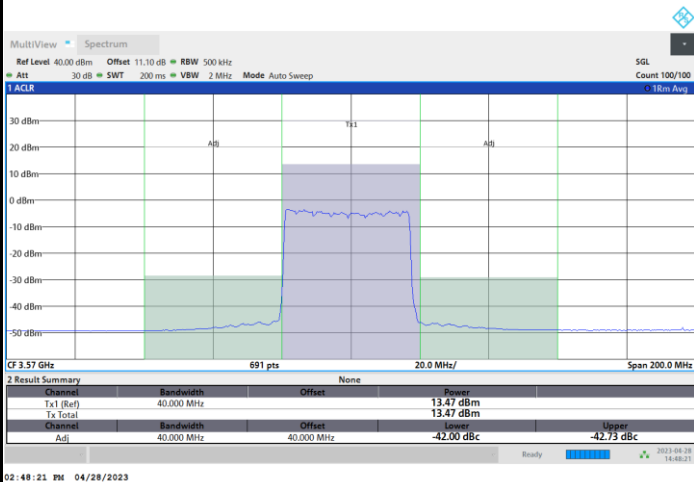 MultiView Spectrum
Ref Level 40.00 dBm Offset 11.10 dB RBW 500 kHz SGL
Att 30 dB SWT 200 ms VBW 2 MHz Mode Auto Sweep Count 100/100
1 ACLR 1Rm Avg
Tx1
Adj Adj
30 dBm
20 dBm
10 dBm
0 dBm
-10 dBm
-20 dBm
-30 dBm
-40 dBm
-50 dBm
CF 3.57 GHz 691 pts 20.0 MHz/ Span 200.0 MHz
2 Result Summary None
Channel Bandwidth Offset Power
Tx1 (Ref) 40.000 MHz 13.47 dBm
Tx Total 13.47 dBm
Channel Bandwidth Offset Lower Upper
Adj 40.000 MHz 40.000 MHz -42.00 dBc -42.73 dBc
Ready 2023-04-28
14:48:21
02:48:21 PM 04/28/2023